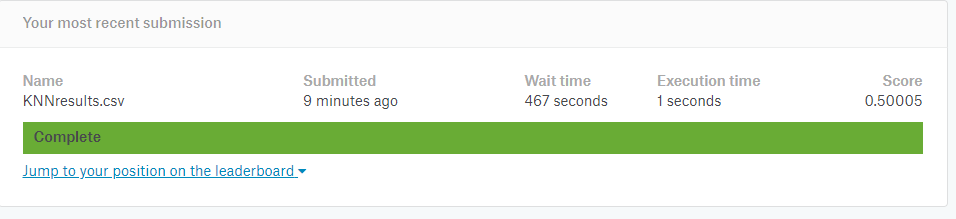 Your most recent submission
Name Submitted Wait time Execution time Score
KNNresults.csv 9 minutes ago 467 seconds 1 seconds 0.50005
Complete
Jump to your position on the leaderboard